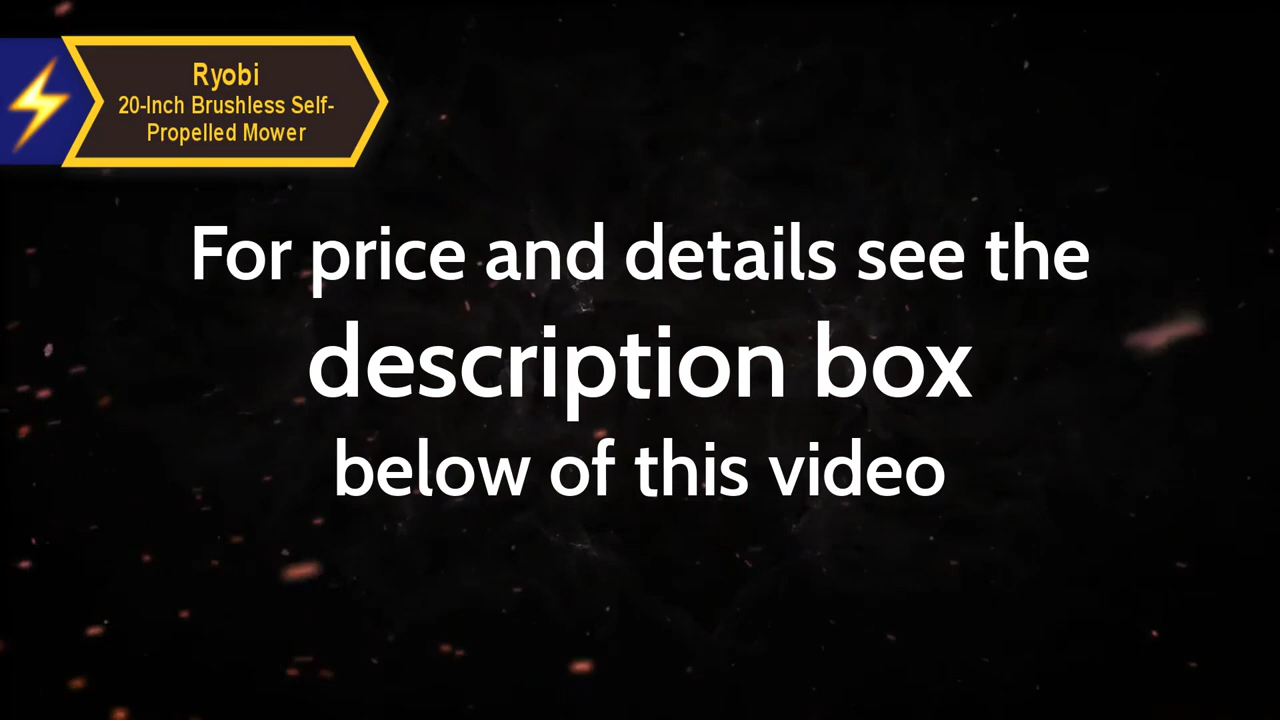 Ryobi
20-Inch Brushless Self-
Propelled Mower
For price and details see the
description box
below of this video